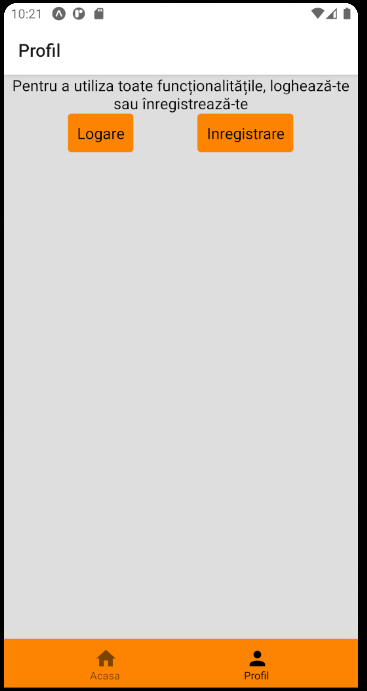 10:21
Profil
Pentru a utiliza toate funcționalitățile, loghează-te
sau înregistrează-te
Logare Inregistrare
Acasa Profil